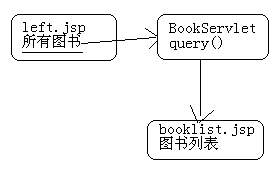 left.jsp
所有图书
BookServlet
query()
booklist.jsp
图书列表